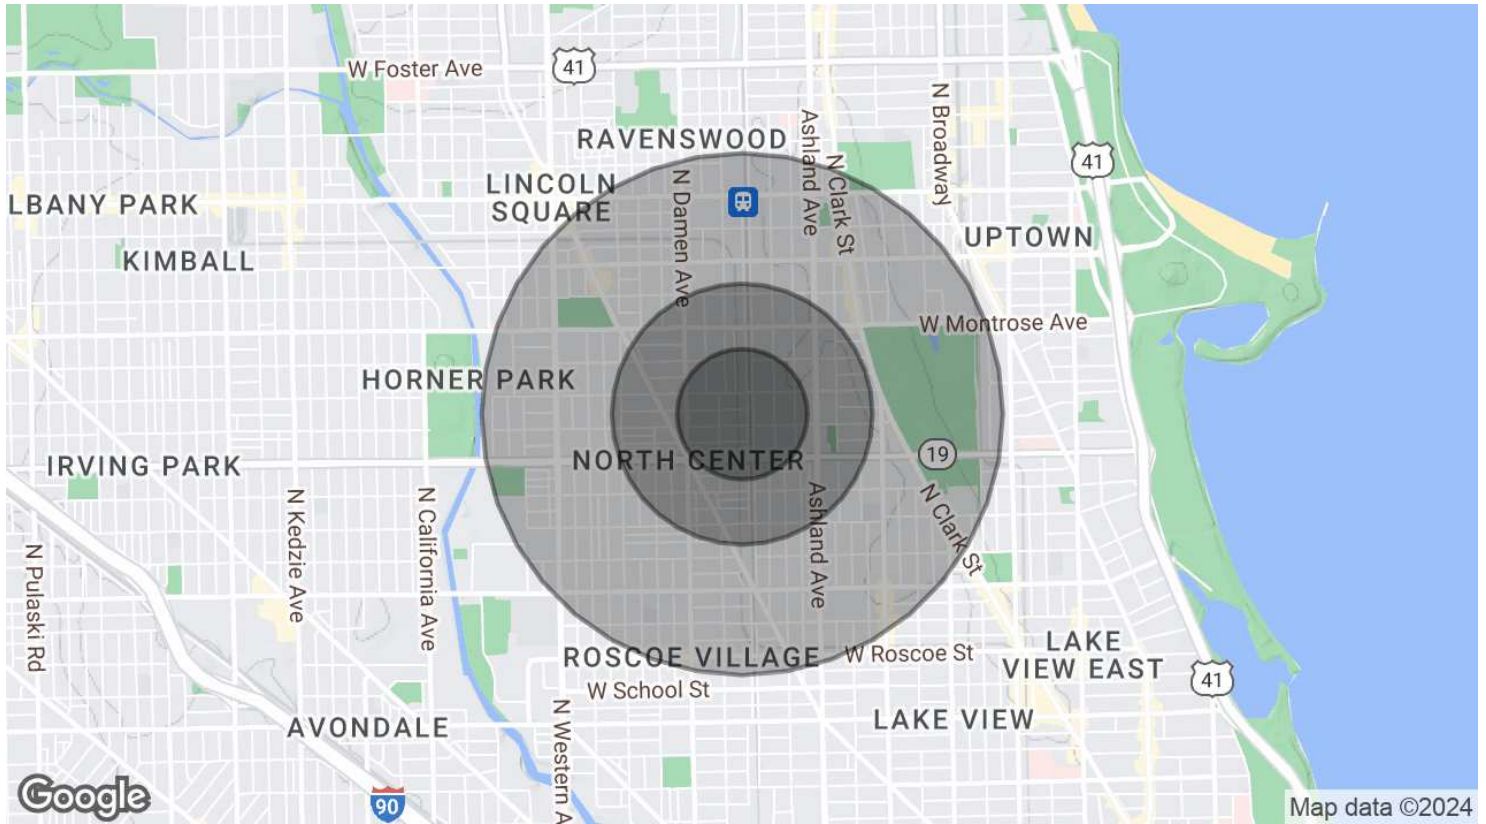 W Foster Ave
41
RAVENSWOOD
Ashland Ave
N Clark St
N Broadway
41
LINCOLN
SQUARE
N Damen Ave
LBANY PARK
KIMBALL
UPTOWN
W Montrose Ave
HORNER PARK
IRVING PARK
NORTH CENTER
19
N Pulaski Rd
N Kedzie Ave
N California Ave
Ashland Ave
N Clark St
ROSCOE VILLAGE
W Roscoe St
W School St
LAKE
VIEW EAST
41
AVONDALE
N Western A
LAKE VIEW
Google
90
Map data ©2024